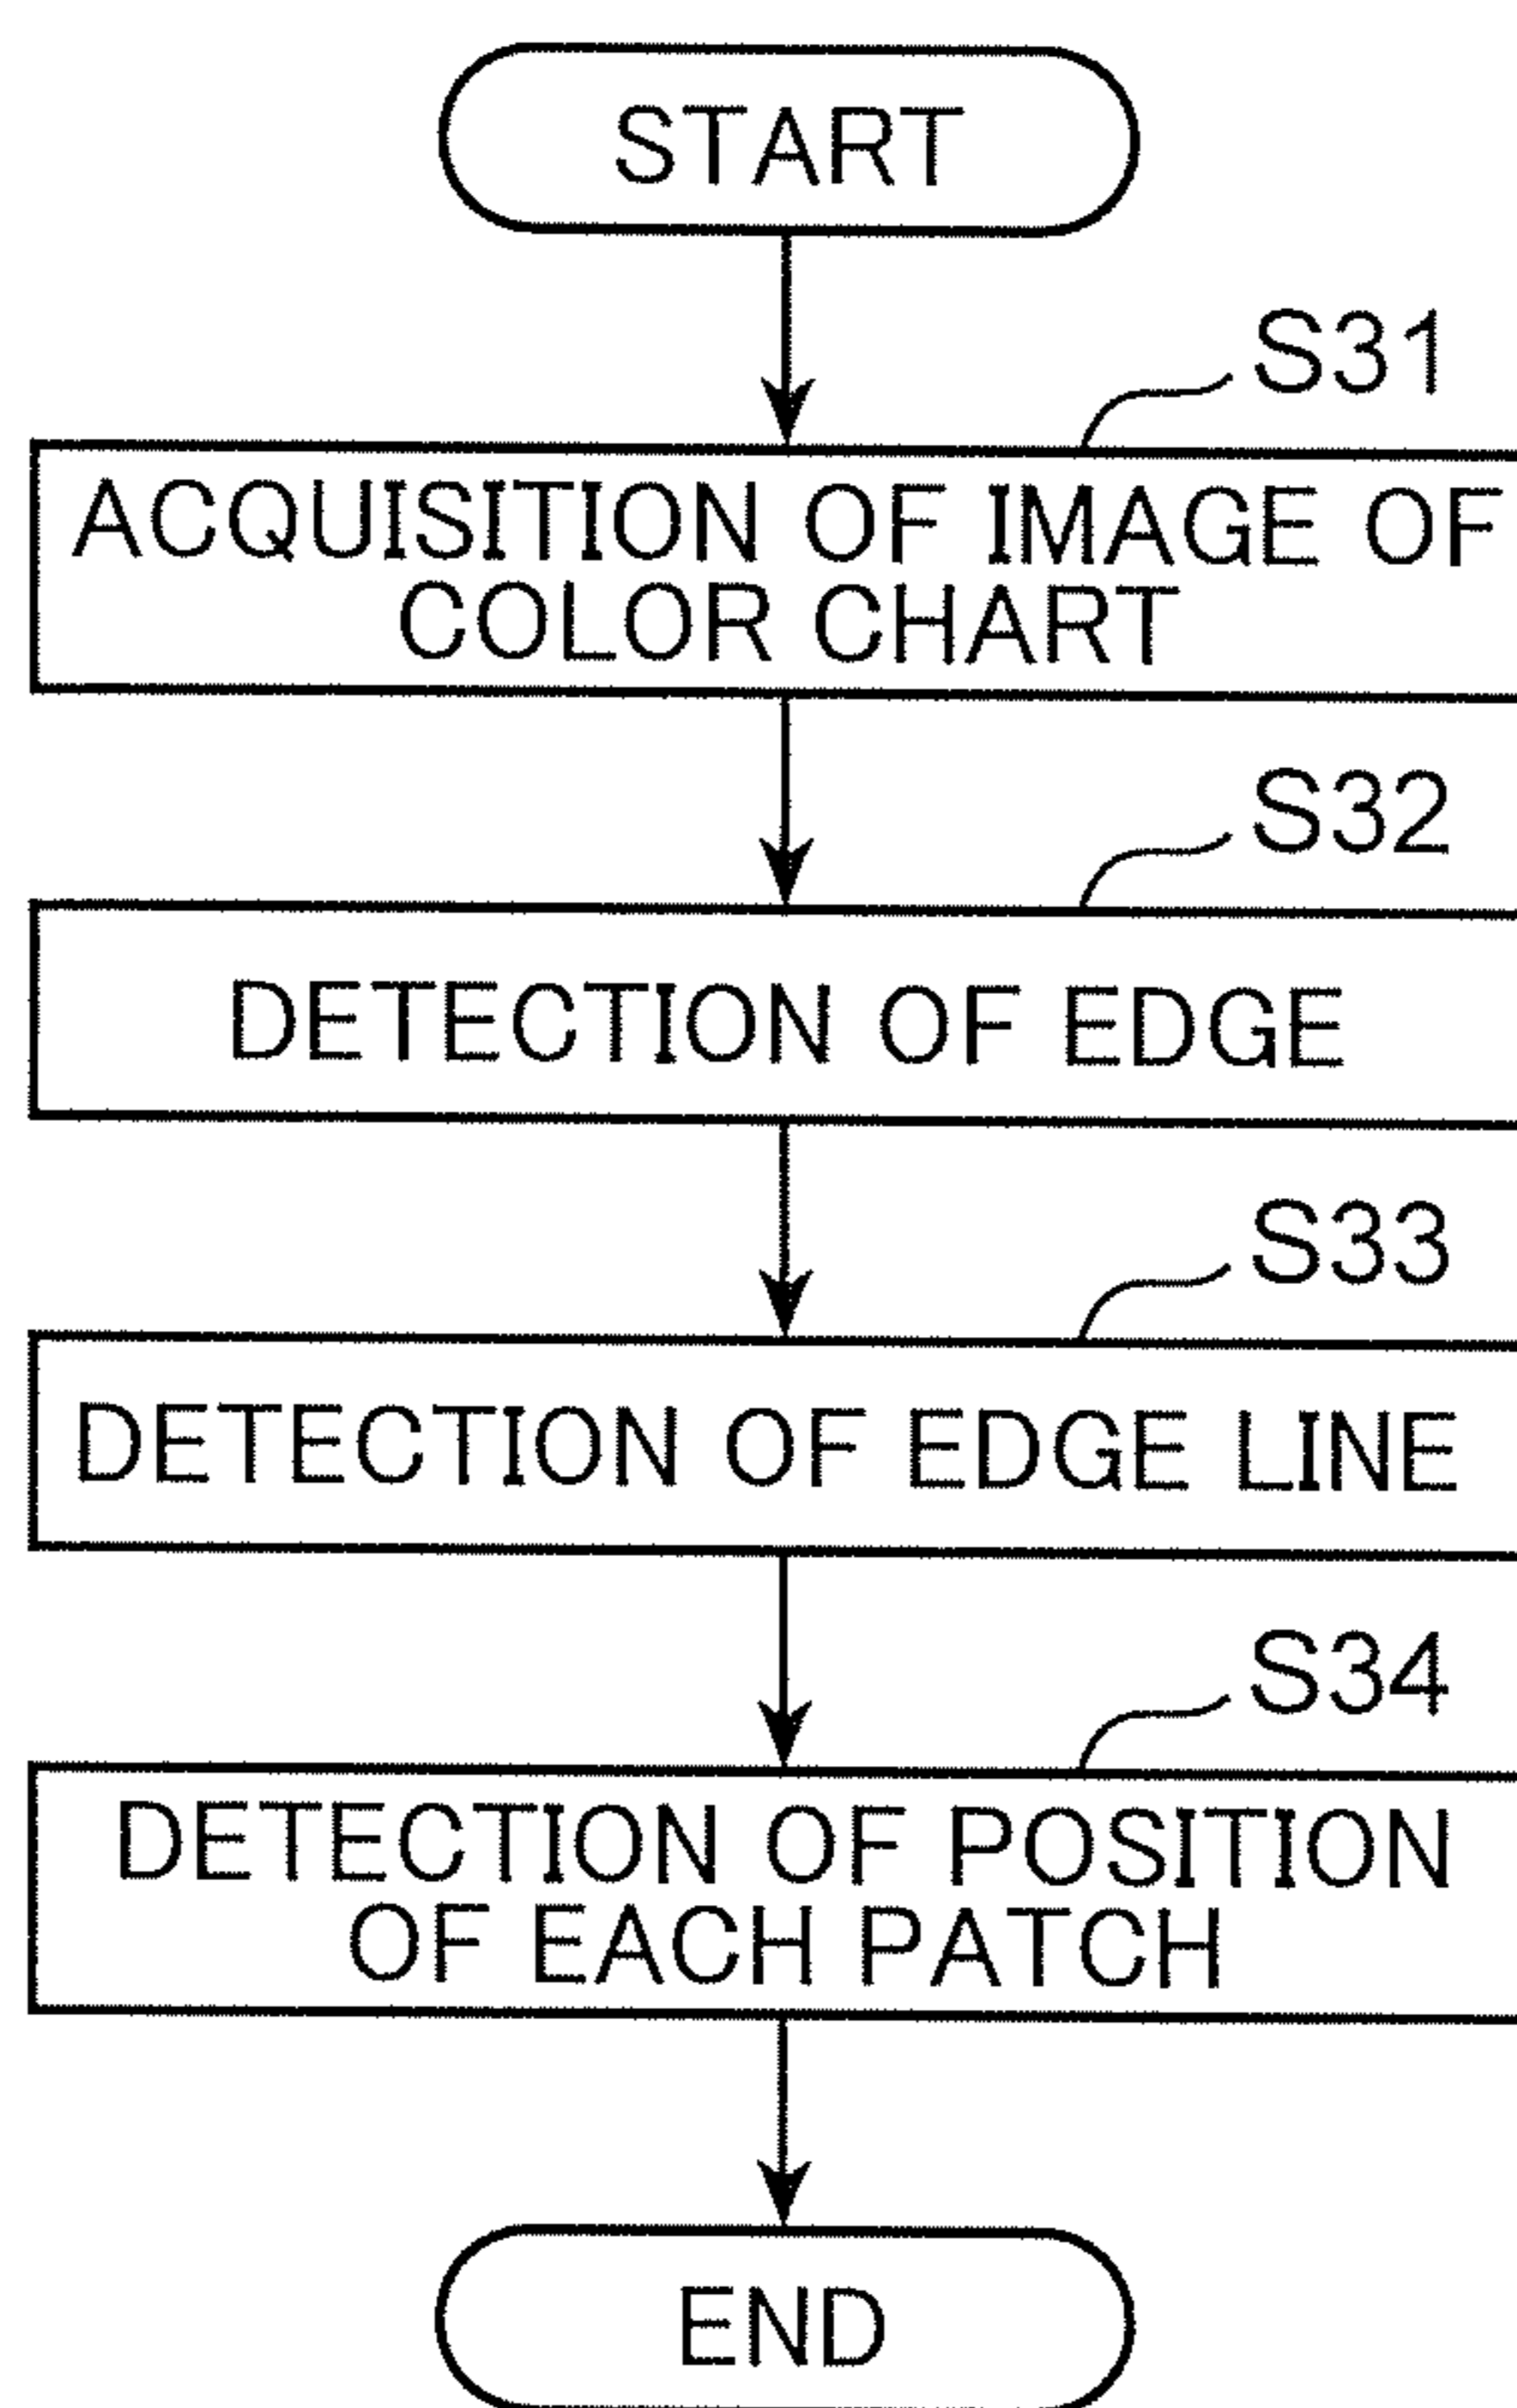 START
S31
ACQUISITION OF IMAGE OF
COLOR CHART
S32
DETECTION OF EDGE
S33
DETECTION OF EDGE LINE
S34
DETECTION OF POSITION
OF EACH PATCH
END